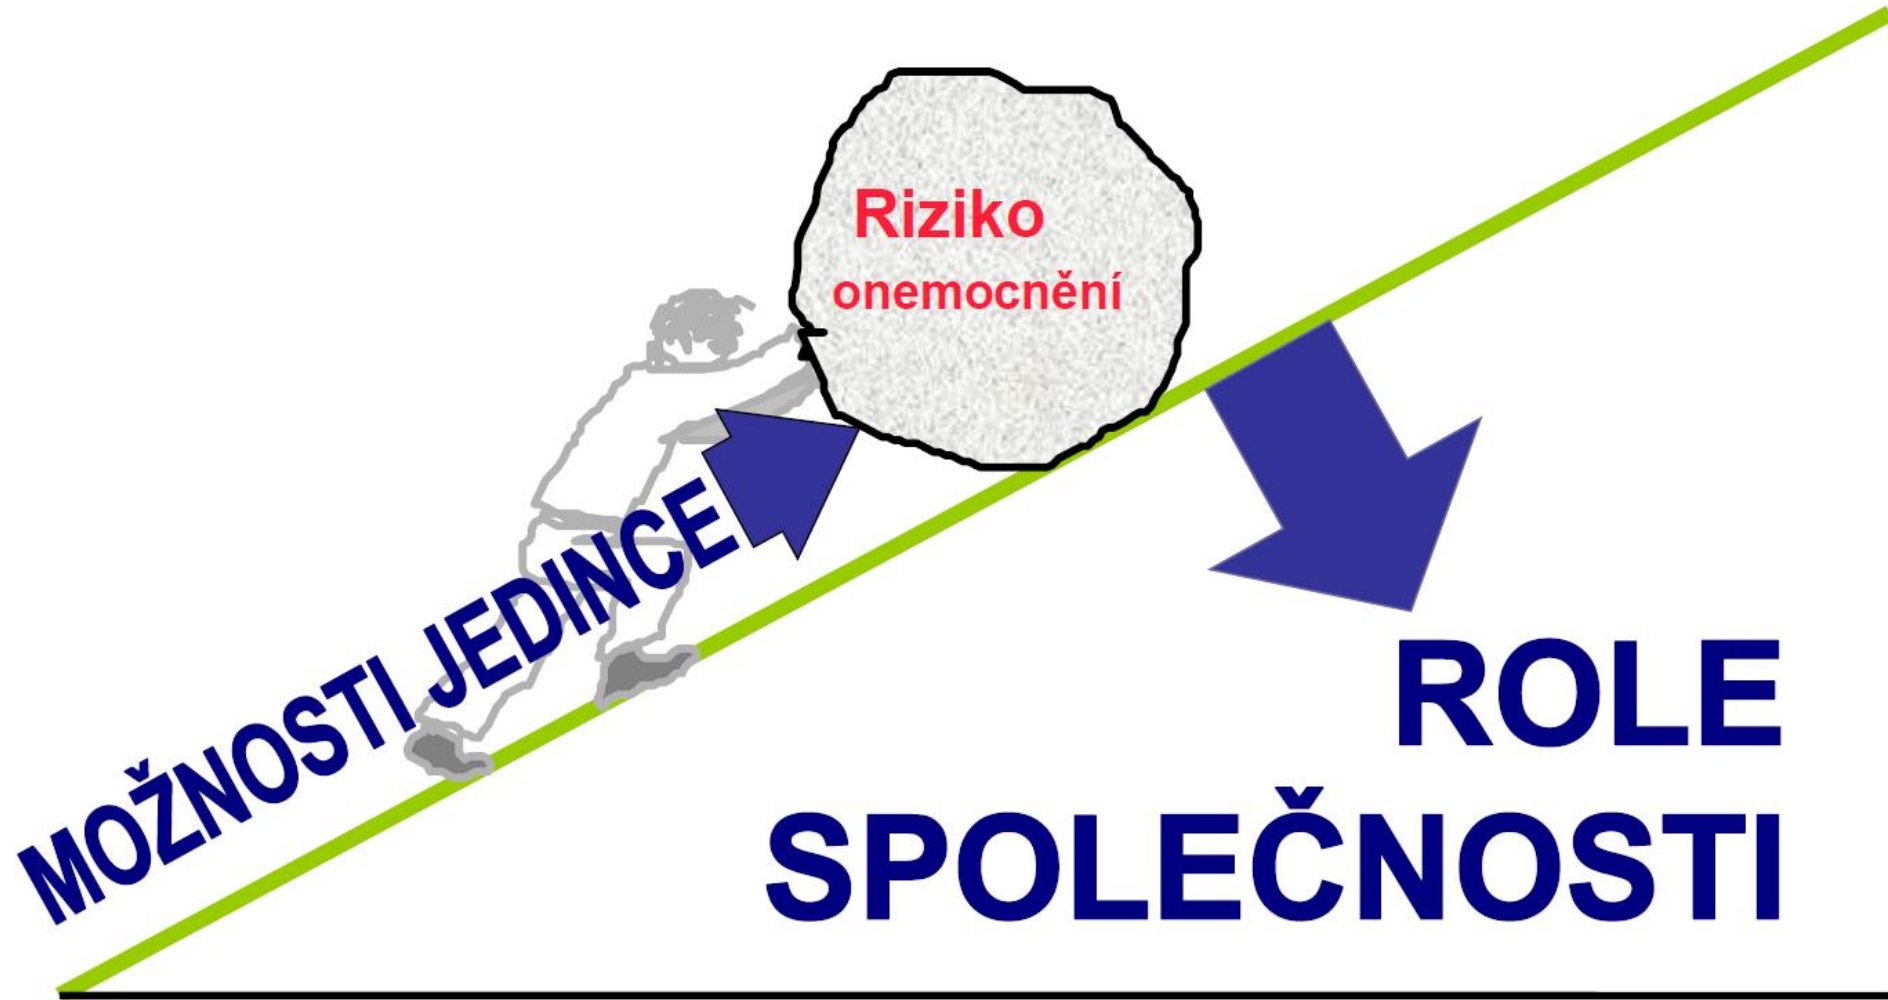 Riziko
onemocnění
MOŽNOSTI JEDINCE
ROLE
SPOLEČNOSTI